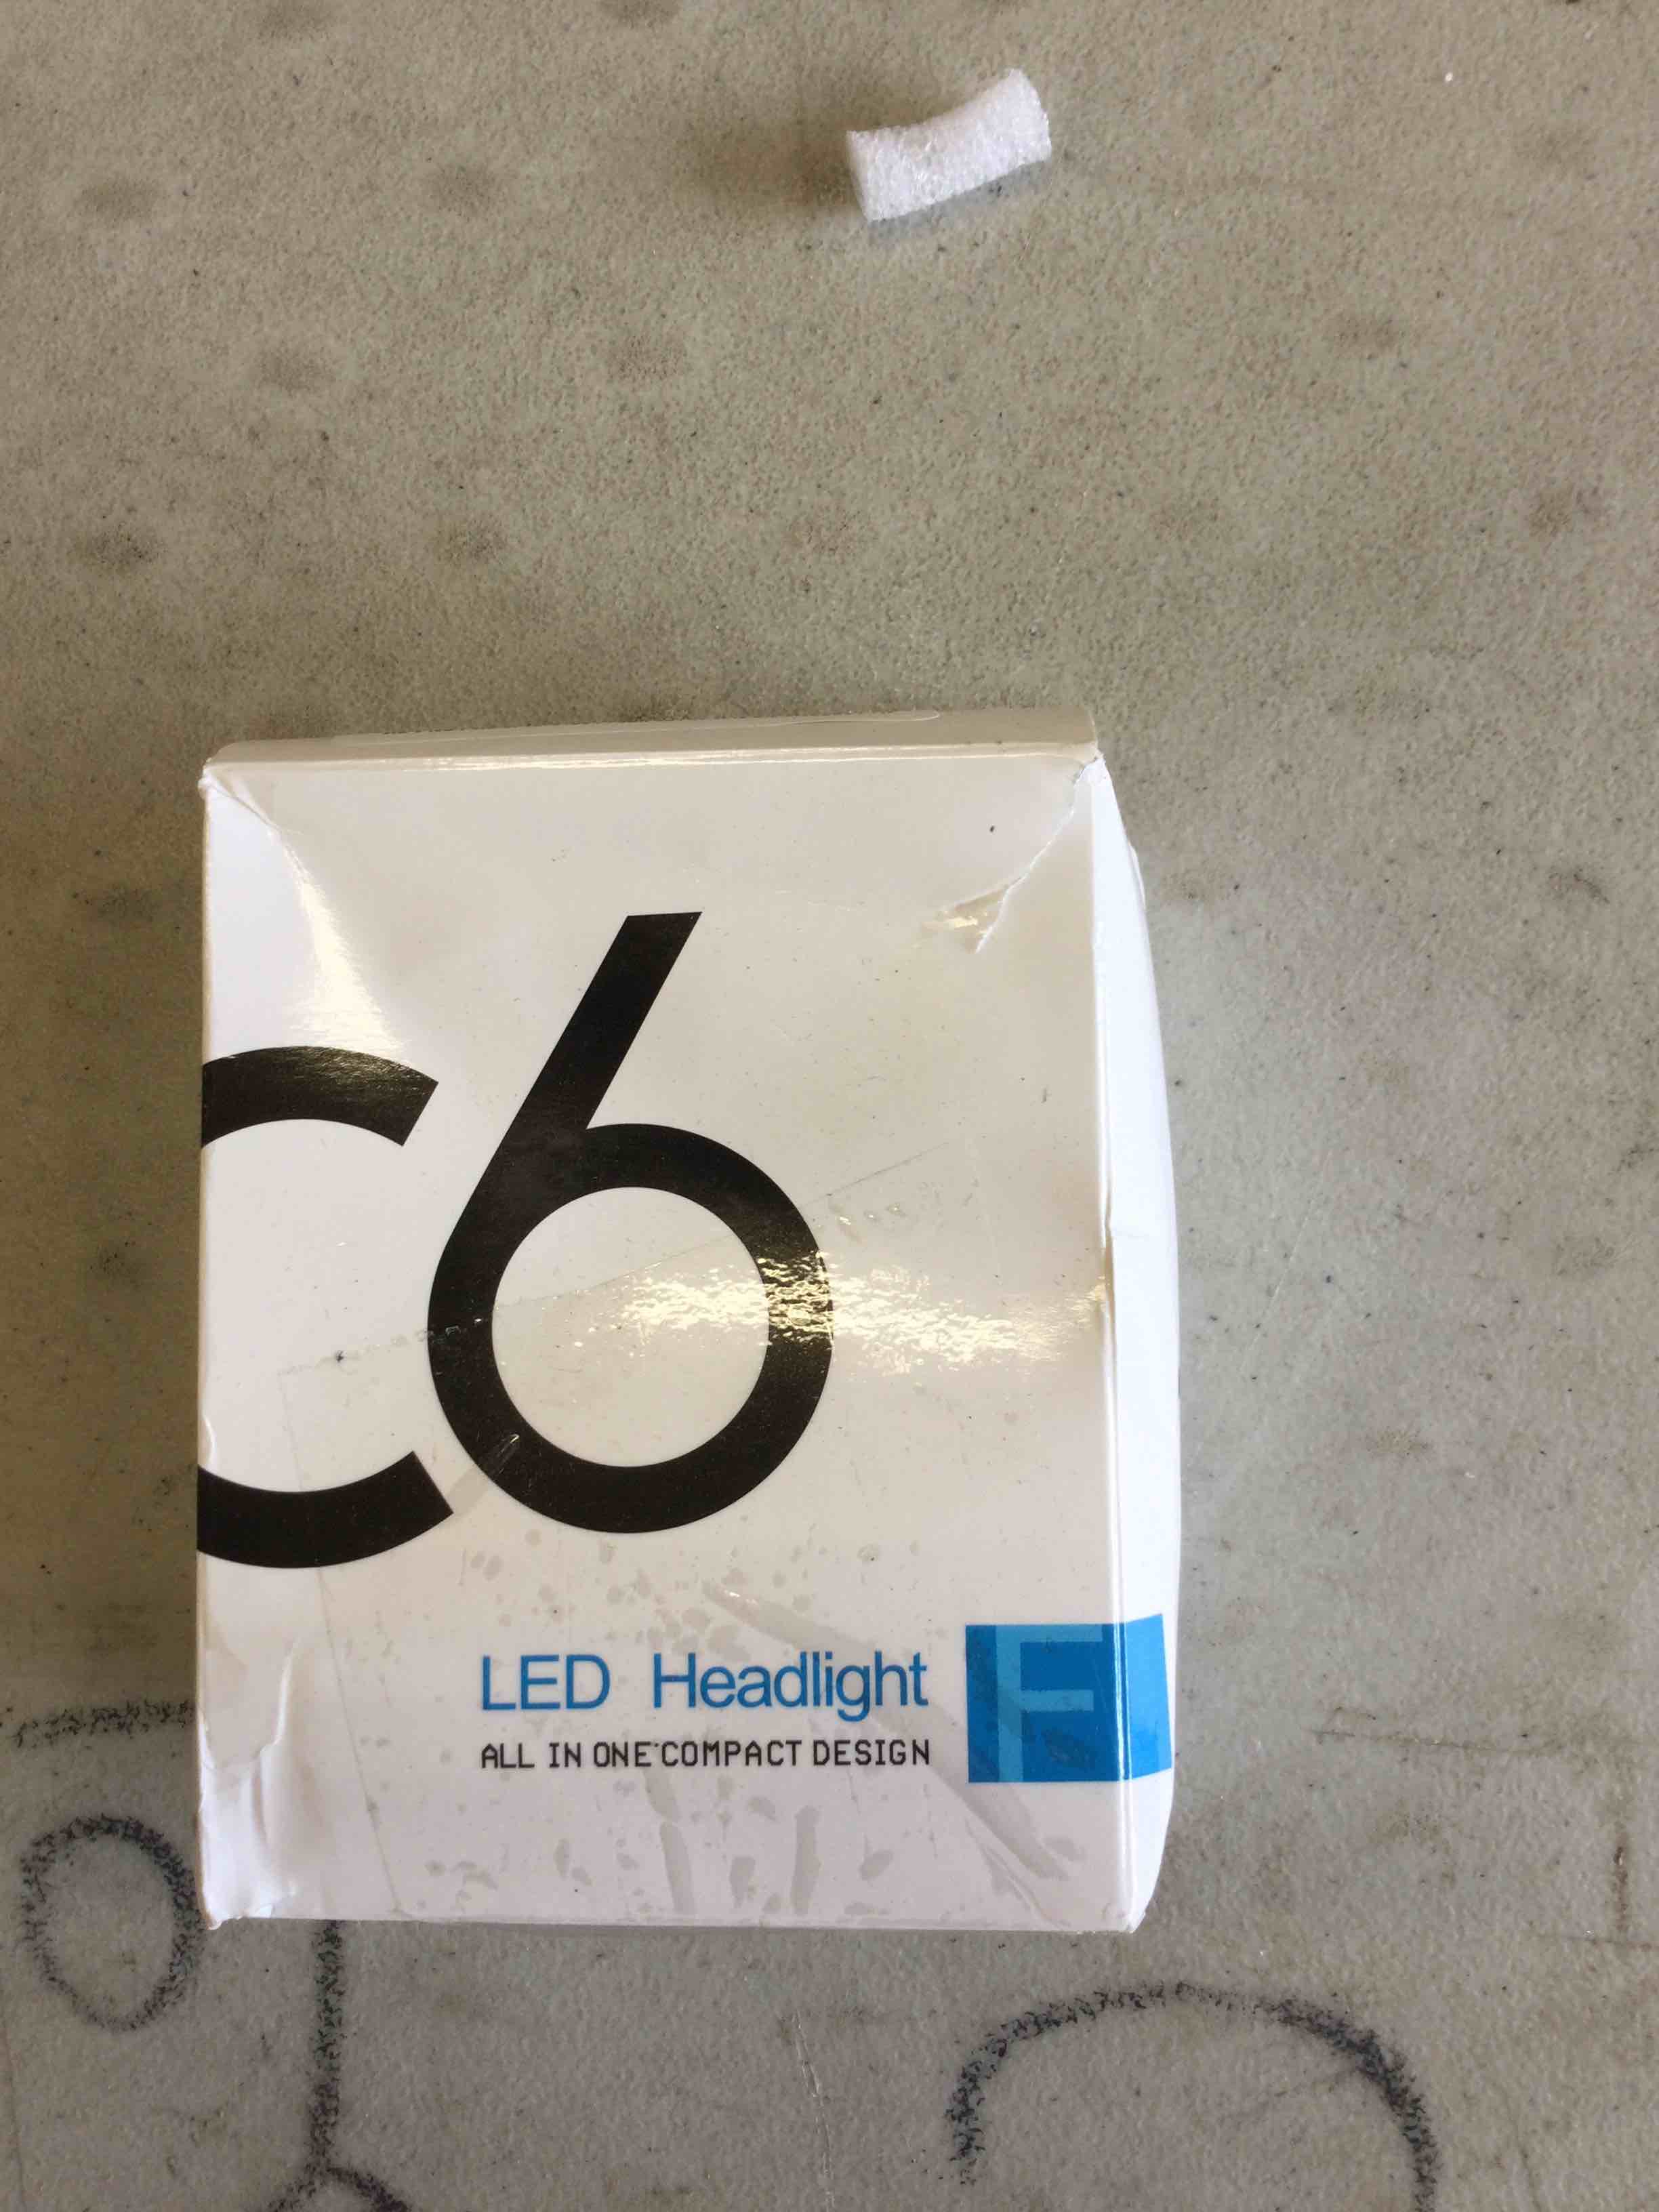 C6
LED Headlight F
ALL IN ONE COMPACT DESIGN